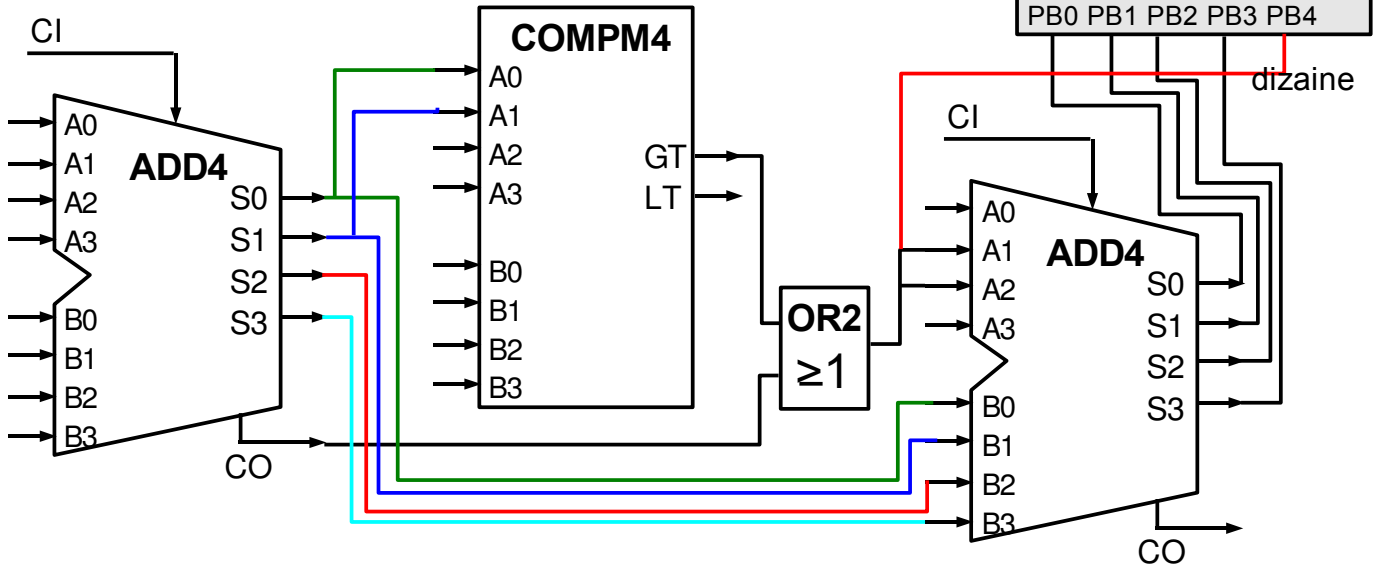 PB0 PB1 PB2 PB3 PB4
dizaine
CI
ADD4
A0
A1
A2
A3
B0
B1
B2
B3
S0
S1
S2
S3
CO
COMPM4
A0
A1
A2
A3
B0
B1
B2
B3
GT
LT
OR2
≥1
CI
ADD4
A0
A1
A2
A3
B0
B1
B2
B3
S0
S1
S2
S3
CO